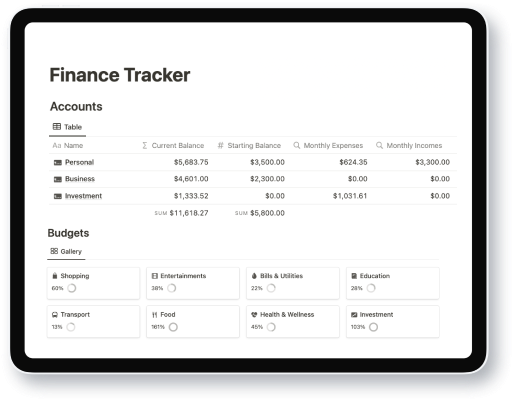 Finance Tracker
Accounts
Table
Aa Name Σ Current Balance # Starting Balance Monthly Expenses Monthly Incomes
Personal $5,683.75 $3,500.00 $624.35 $3,300.00
Business $4,601.00 $2,300.00 $0.00 $0.00
Investment $1,333.52 $0.00 $1,031.61 $0.00
SUM $11,618.27 SUM $5,800.00
Budgets
Gallery
Shopping Entertainments Bills & Utilities Education
60% 38% 22% 28%
Transport Food Health & Wellness Investment
13% 161% 45% 103%